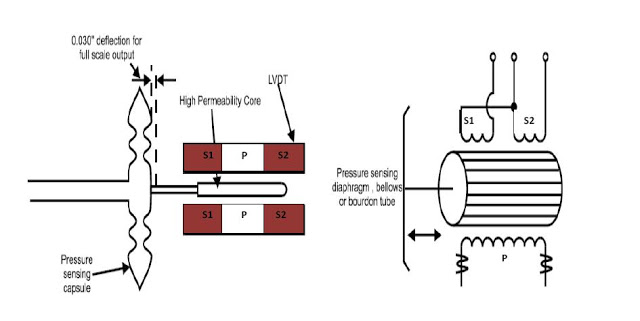 0.030" deflection for
full scale output
LVDT
High Permeability Core
S1 P S2
S1 P S2
Pressure
sensing
capsule
S1 S2
Pressure sensing
diaphragm , bellows
or bourdon tube
P